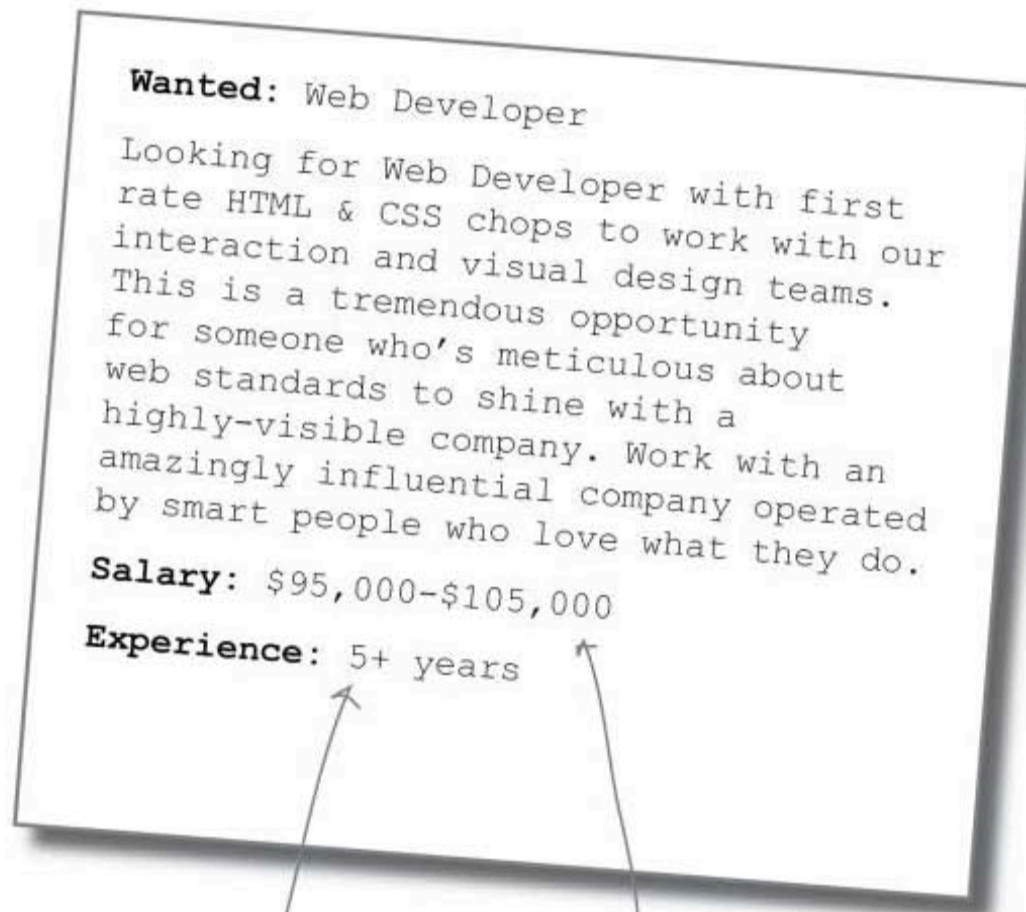 Wanted: Web Developer
Looking for Web Developer with first
rate HTML & CSS chops to work with our
interaction and visual design teams.
This is a tremendous opportunity
for someone who's meticulous about
web standards to shine with a
highly-visible company. Work with an
amazingly influential company operated
by smart people who love what they do.
Salary: $95,000-$105,000
Experience: 5+ years